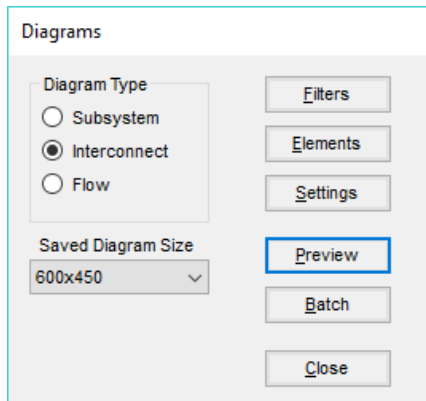 Diagrams
Diagram Type
Subsystem
Interconnect
Flow
Saved Diagram Size
600x450
Filters
Elements
Settings
Preview
Batch
Close